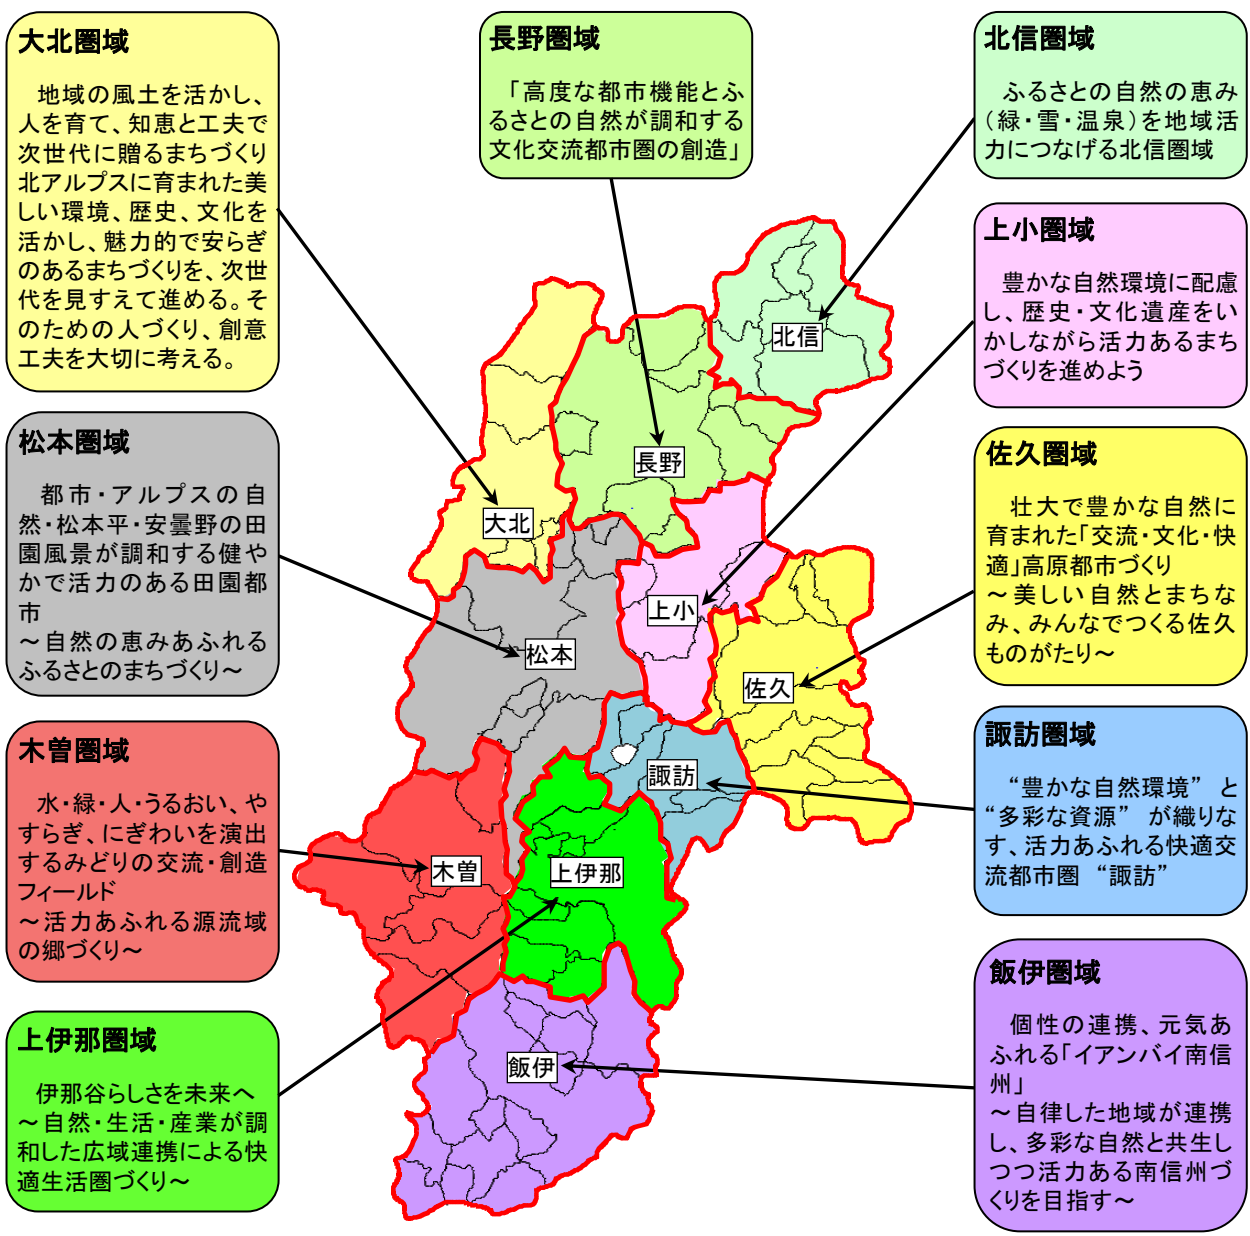 大北圏域
地域の風土を活かし、
人を育て、知恵と工夫で
次世代に贈るまちづくり
北アルプスに育まれた美
しい環境、歴史、文化を
活かし、魅力的で安らぎ
のあるまちづくりを、次世
代を見すえて進める。そ
のための人づくり、創意
工夫を大切に考える。
長野圏域
「高度な都市機能とふ
るさとの自然が調和する
文化交流都市圏の創造」
北信圏域
ふるさとの自然の恵み
（緑・雪・温泉）を地域活
力につなげる北信圏域
上小圏域
豊かな自然環境に配慮
し、歴史・文化遺産をい
かしながら活力あるまち
づくりを進めよう
松本圏域
都市・アルプスの自
然・松本平・安曇野の田
園風景が調和する健や
かで活力のある田園都
市
～自然の恵みあふれる
ふるさとのまちづくり～
佐久圏域
壮大で豊かな自然に
育まれた「交流・文化・快
適」高原都市づくり
～美しい自然とまちな
み、みんなでつくる佐久
ものがたり～
木曽圏域
水・緑・人・うるおい、や
すらぎ、にぎわいを演出
するみどりの交流・創造
フィールド
～活力あふれる源流域
の郷づくり～
諏訪圏域
“豊かな自然環境”と
“多彩な資源”が織りな
す、活力あふれる快適交
流都市圏“諏訪”
上伊那圏域
伊那谷らしさを未来へ
～自然・生活・産業が調
和した広域連携による快
適生活圏づくり～
飯伊圏域
個性の連携、元気あ
ふれる「イアンバイ南信
州」
～自律した地域が連携
し、多彩な自然と共生し
つつ活力ある南信州づ
くりを目指す～
北信
長野
大北
上小
松本
佐久
諏訪
木曽
上伊那
飯伊